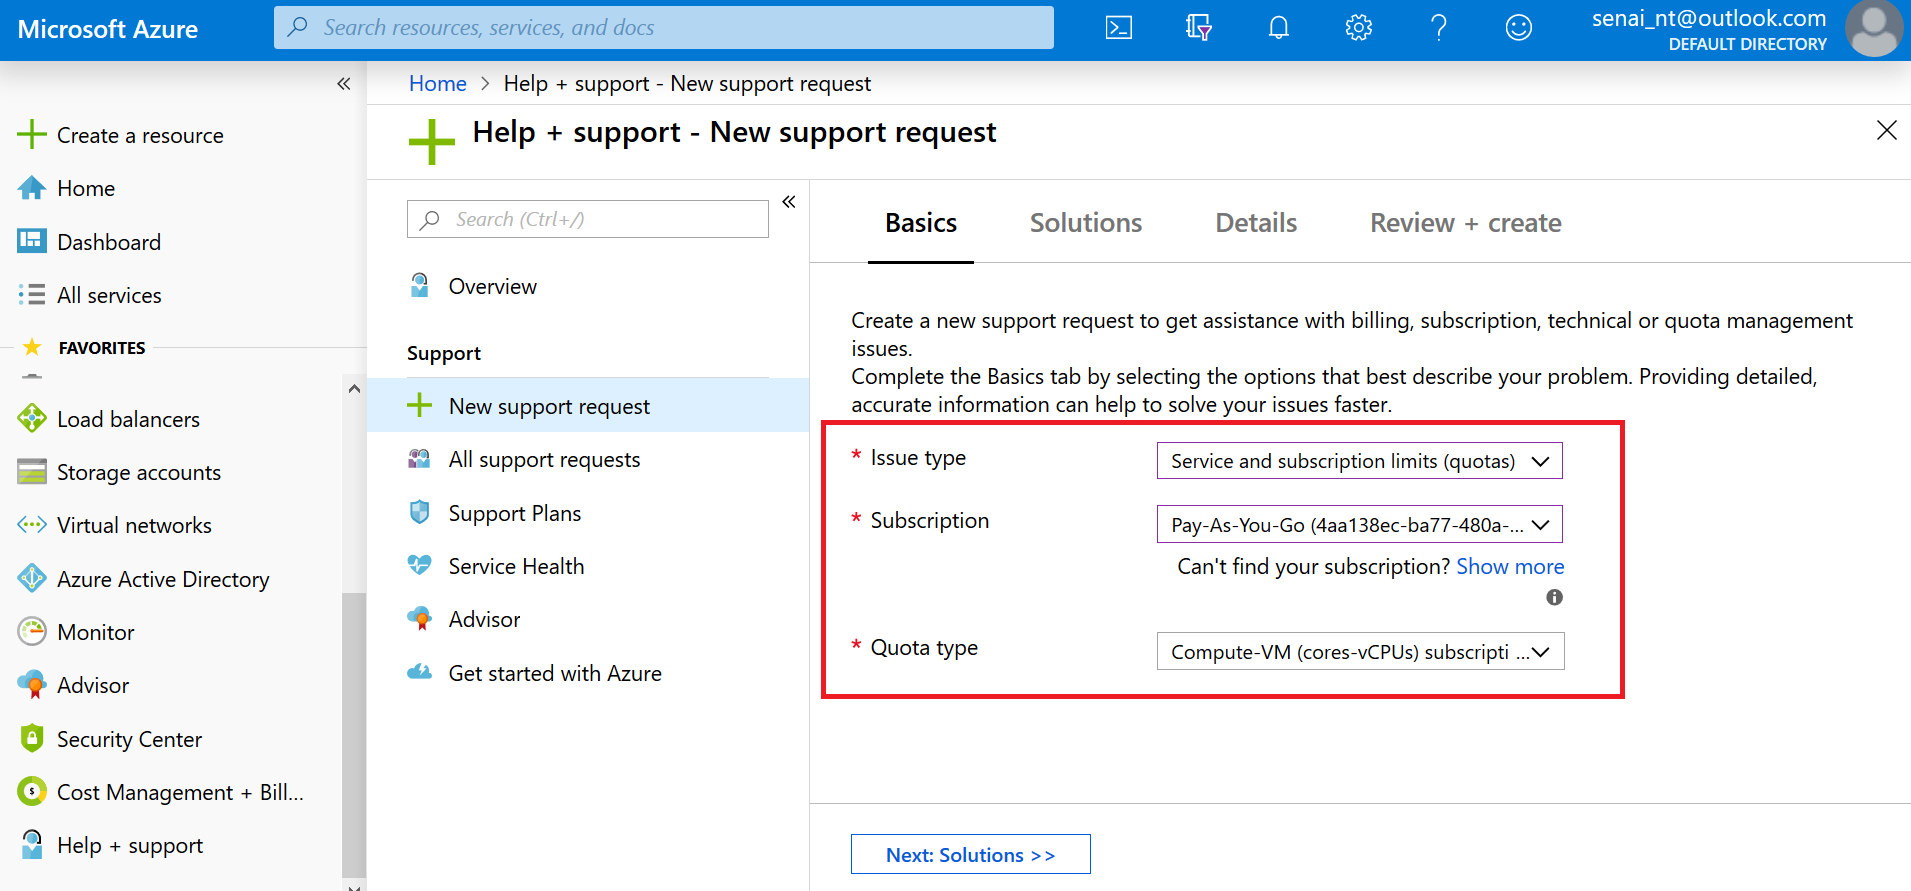 Microsoft Azure
Search resources, services, and docs
senai_nt@outlook.com
DEFAULT DIRECTORY
Create a resource
Home
Dashboard
All services
FAVORITES
Load balancers
Storage accounts
Virtual networks
Azure Active Directory
Monitor
Advisor
Security Center
Cost Management + Bill...
Help + support
Home > Help + support - New support request
Help + support - New support request
Search (Ctrl+/)
Overview
Support
New support request
All support requests
Support Plans
Service Health
Advisor
Get started with Azure
Basics Solutions Details Review + create
Create a new support request to get assistance with billing, subscription, technical or quota management
issues.
Complete the Basics tab by selecting the options that best describe your problem. Providing detailed,
accurate information can help to solve your issues faster.
* Issue type Service and subscription limits (quotas)
* Subscription Pay-As-You-Go (4aa138ec-ba77-480a-...
Can't find your subscription? Show more
* Quota type Compute-VM (cores-vCPUs) subscripti ...
Next: Solutions >>